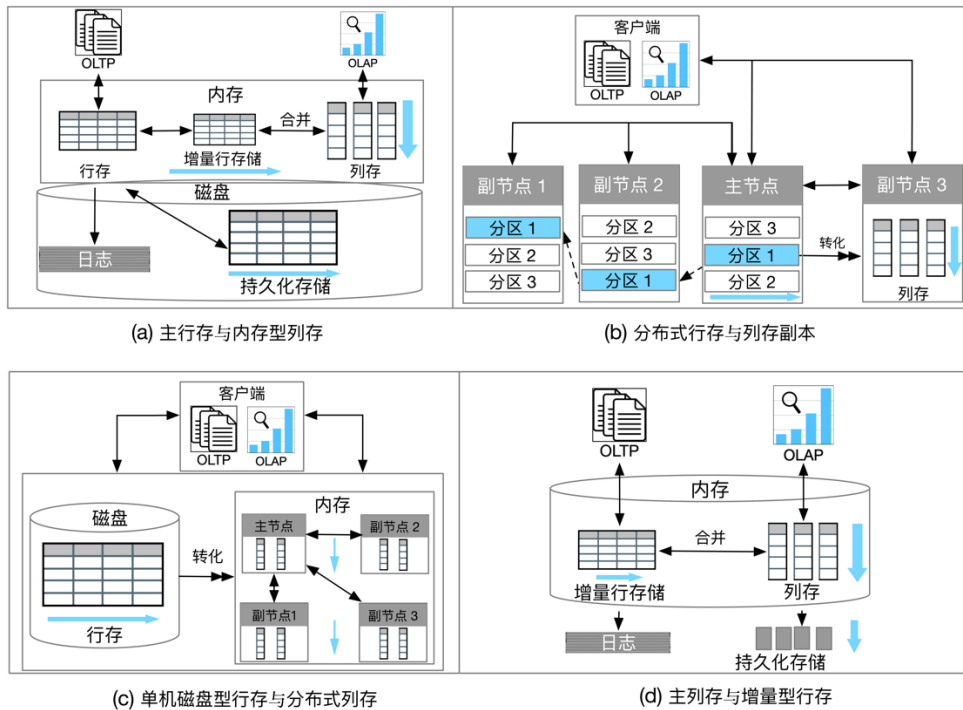 OLTP
OLAP
内存
合并
增量行存储
行存
列存
磁盘
日志
持久化存储
(a) 主行存与内存型列存
客户端
OLTP
OLAP
副节点 1
副节点 2
主节点
副节点 3
分区 1
分区 2
分区 3
分区 2
分区 3
分区 1
分区 3
分区 1
分区 2
转化
列存
(b) 分布式行存与列存副本
客户端
OLTP
OLAP
磁盘
行存
转化
内存
主节点
副节点 2
副节点1
副节点 3
(c) 单机磁盘型行存与分布式列存
OLTP
OLAP
内存
合并
增量行存储
列存
日志
持久化存储
(d) 主列存与增量型行存